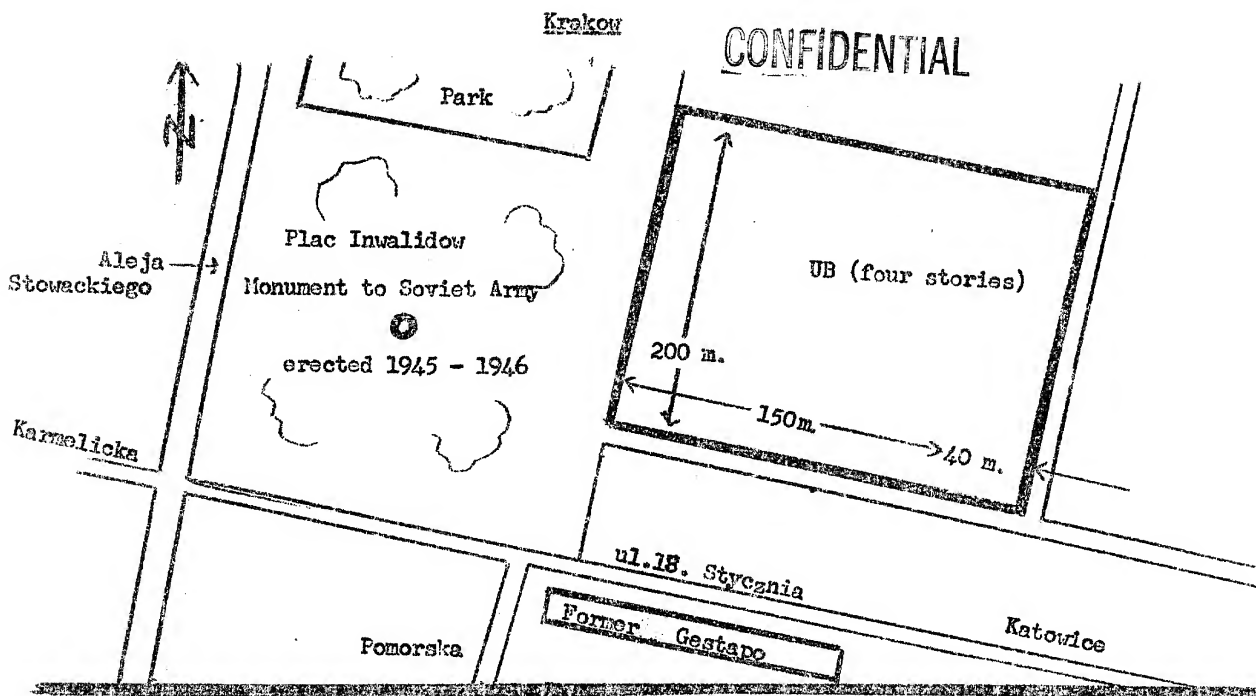 Krakow
CONFIDENTIAL
N
Park
Plac Inwalidow
Aleja
Stowackiego
Monument to Soviet Army
erected 1945 - 1946
UB (four stories)
200 m.
150m.
40 m.
Karmelicka
ul.18. Stycznia
Katowice
Former Gestapo
Pomorska